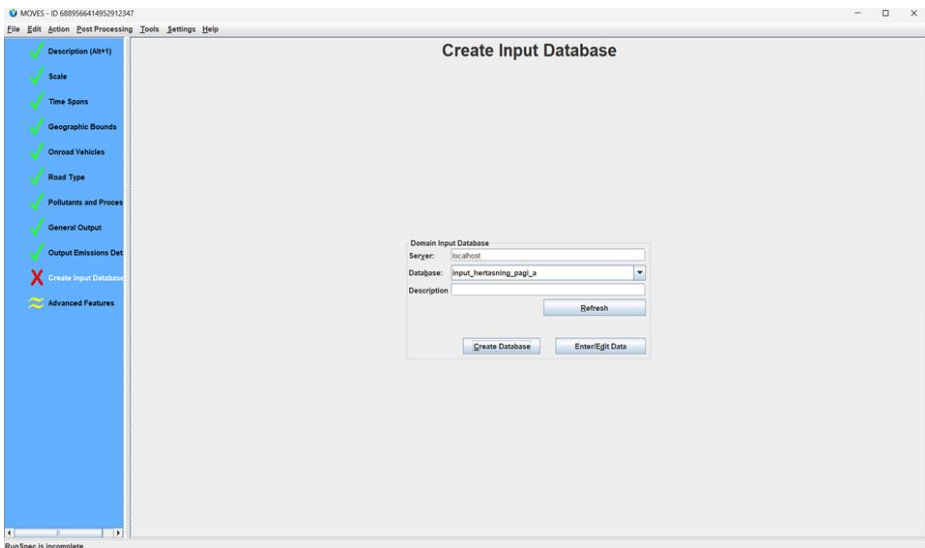 MOVES - ID 6889566414952912347
File Edit Action Post Processing Tools Settings Help
Description (Alt+1)
Scale
Time Spans
Geographic Bounds
Onroad Vehicles
Road Type
Pollutants and Proces
General Output
Output Emissions Det
Create Input Database
Advanced Features
Create Input Database
Domain Input Database
Server: localhost
Database: input_hertasning_pagi_a
Description
Refresh
Create Database Enter/Edit Data
RunSpec is incomplete